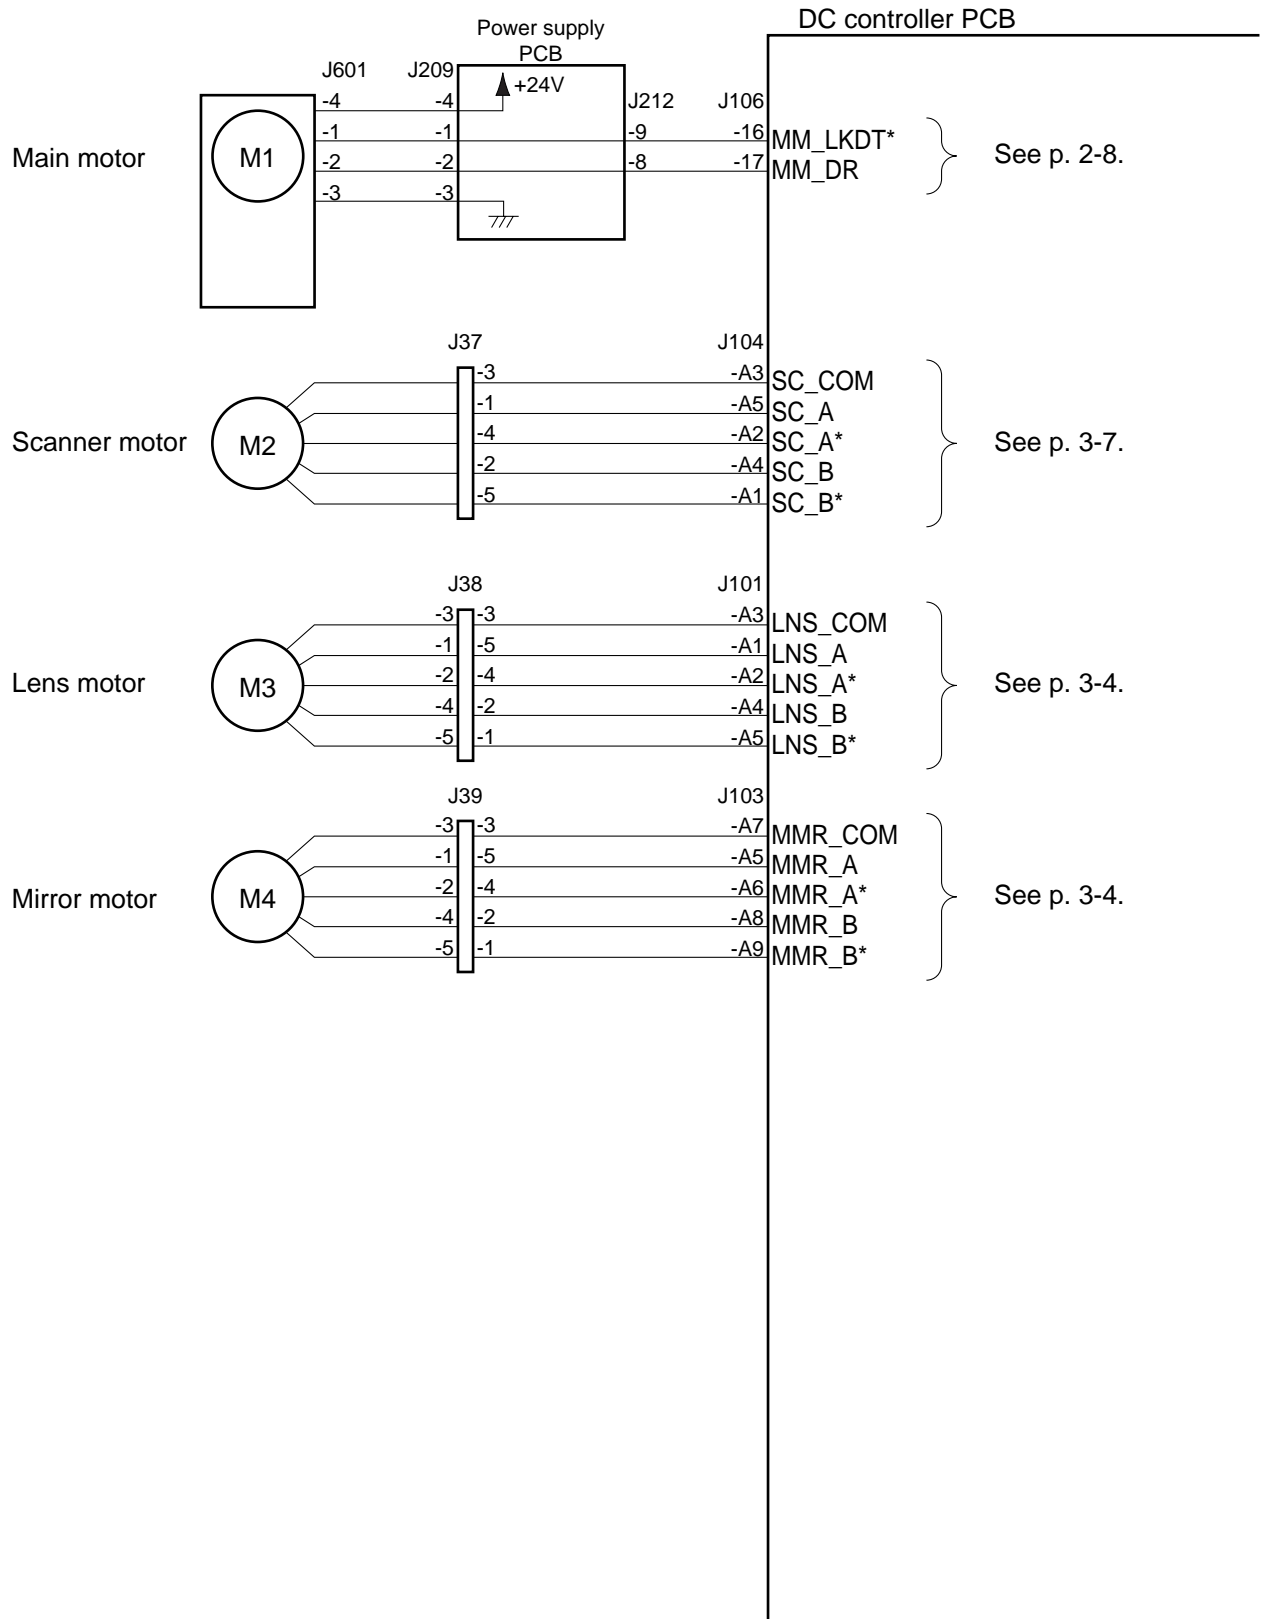 DC controller PCB
Power supply
PCB
J601 J209
+24V
J212 J106
-4 -4
-1 -1 -9 -16 MM_LKDT*
Main motor M1 See p. 2-8.
-2 -2 -8 -17 MM_DR
-3 -3
J37 J104
-3 -A3 SC_COM
-1 -A5 SC_A
Scanner motor M2 -4 -A2 SC_A* See p. 3-7.
-2 -A4 SC_B
-5 -A1 SC_B*
J38 J101
-3 -3 -A3 LNS_COM
-1 -5 -A1 LNS_A
Lens motor M3 -2 -4 -A2 LNS_A* See p. 3-4.
-4 -2 -A4 LNS_B
-5 -1 -A5 LNS_B*
J39 J103
-3 -3 -A7 MMR_COM
-1 -5 -A5 MMR_A
Mirror motor M4 -2 -4 -A6 MMR_A* See p. 3-4.
-4 -2 -A8 MMR_B
-5 -1 -A9 MMR_B*